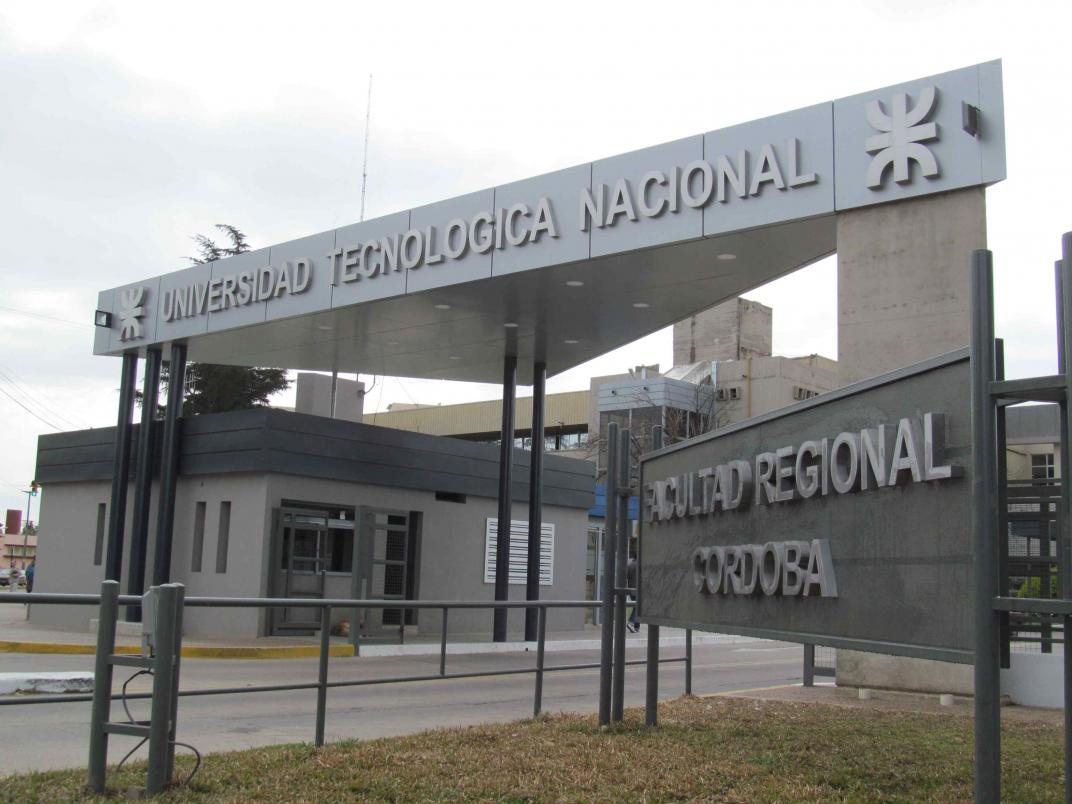 UNIVERSIDAD TECNOLOGICA NACIONAL
FACULTAD REGIONAL
CORDOBA